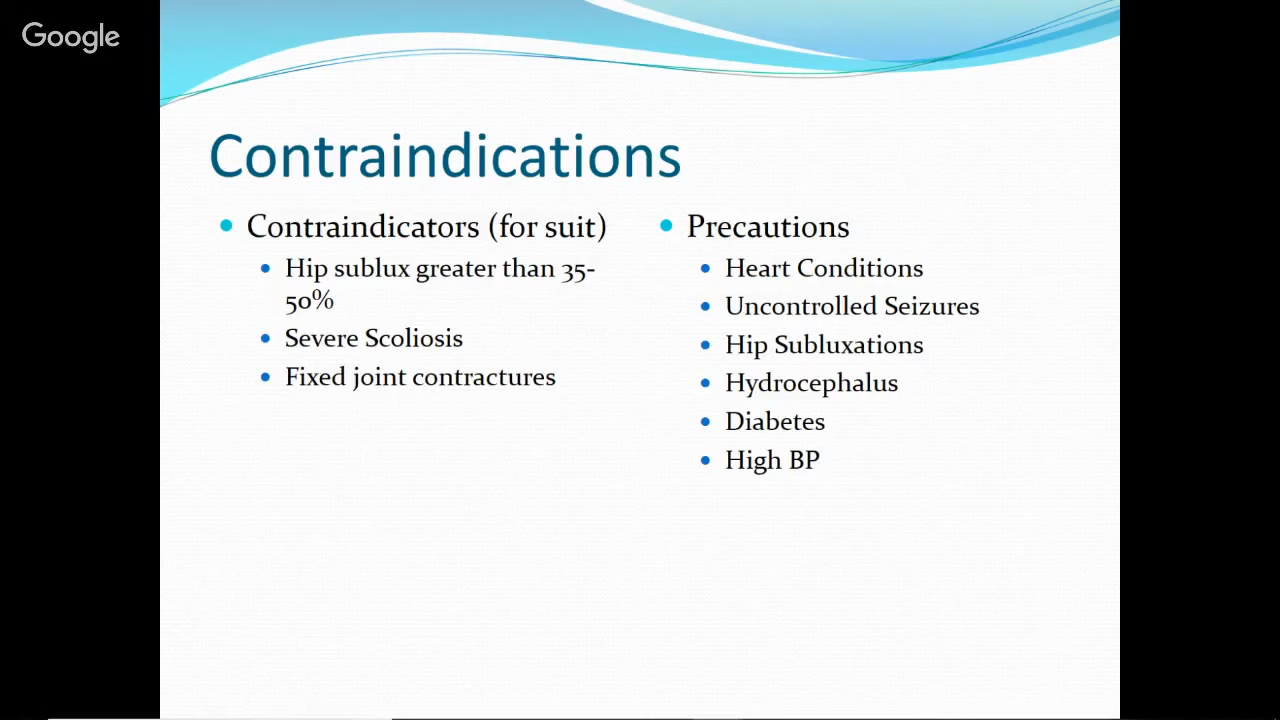 Google
Contraindications
Contraindicators (for suit)
Hip sublux greater than 35-
50%
Severe Scoliosis
Fixed joint contractures
Precautions
Heart Conditions
Uncontrolled Seizures
Hip Subluxations
Hydrocephalus
Diabetes
High BP